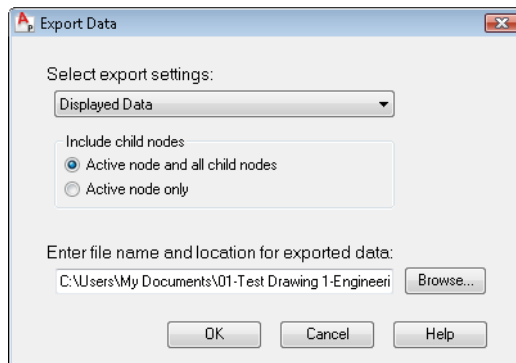 Export Data
Select export settings:
Displayed Data
Include child nodes
Active node and all child nodes
Active node only
Enter file name and location for exported data:
C:\Users\My Documents\01-Test Drawing 1-Engineeri
Browse...
OK
Cancel
Help